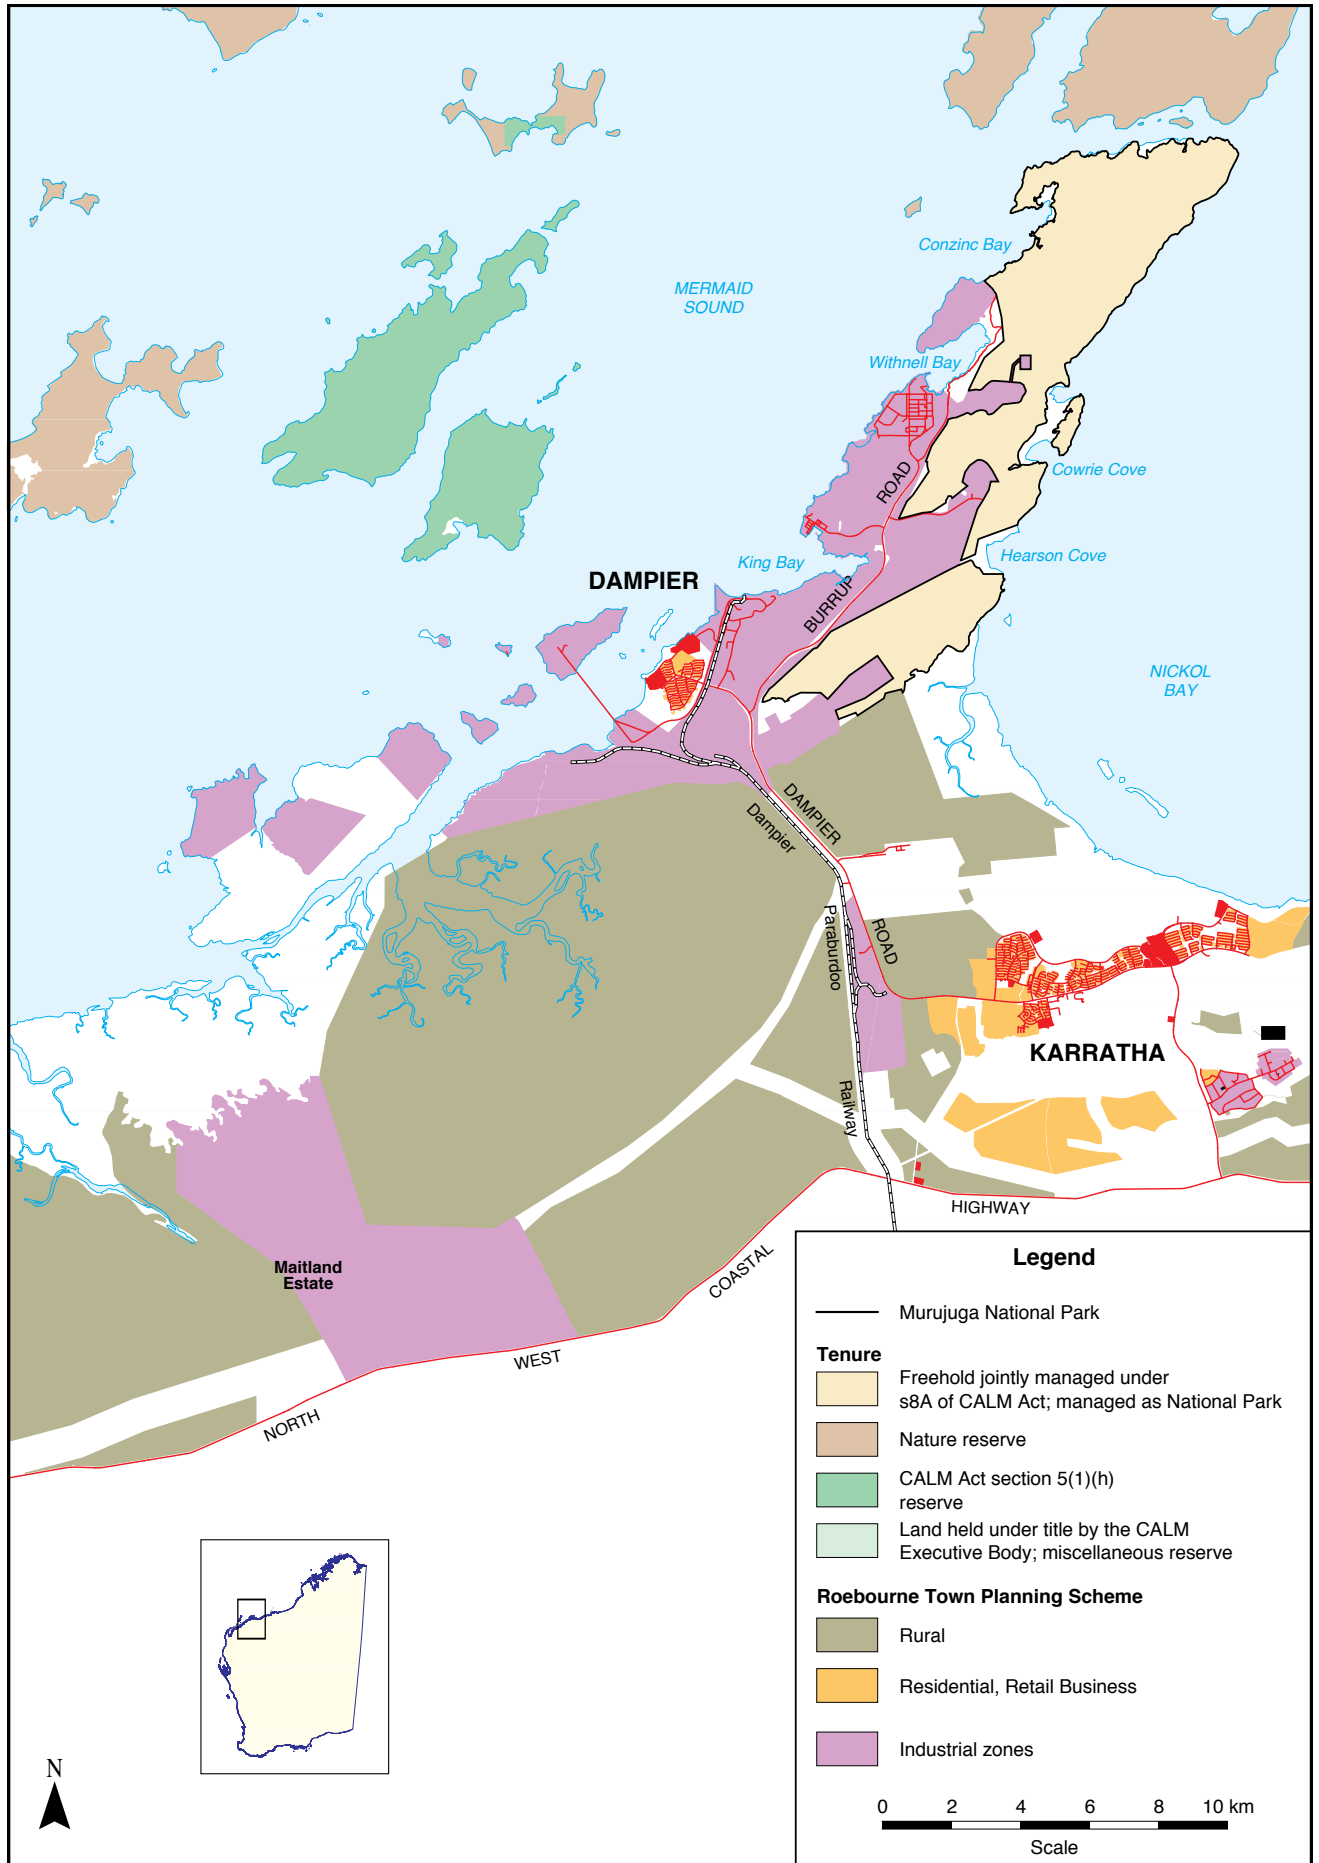 Conzinc Bay
MERMAID
SOUND
Withnell Bay
Cowrie Cove
ROAD
Hearson Cove
King Bay
DAMPIER
BURRUP
NICKOL
BAY
DAMPIER
Dampier
ROAD
Paraburdoo
KARRATHA
Railway
HIGHWAY
COASTAL
Maitland
Estate
WEST
NORTH
Legend
Murujuga National Park
Tenure
Freehold jointly managed under
s8A of CALM Act; managed as National Park
Nature reserve
CALM Act section 5(1)(h)
reserve
Land held under title by the CALM
Executive Body; miscellaneous reserve
Roebourne Town Planning Scheme
Rural
Residential, Retail Business
Industrial zones
N
0 2 4 6 8 10 km
Scale